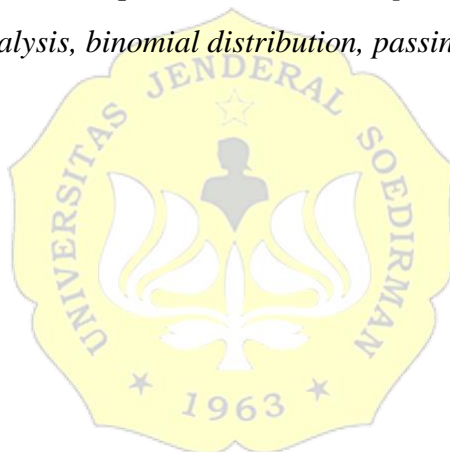 alysis, binomial distribution, passin
UNIVERSITAS JENDERAL SOEDIRMAN
1963